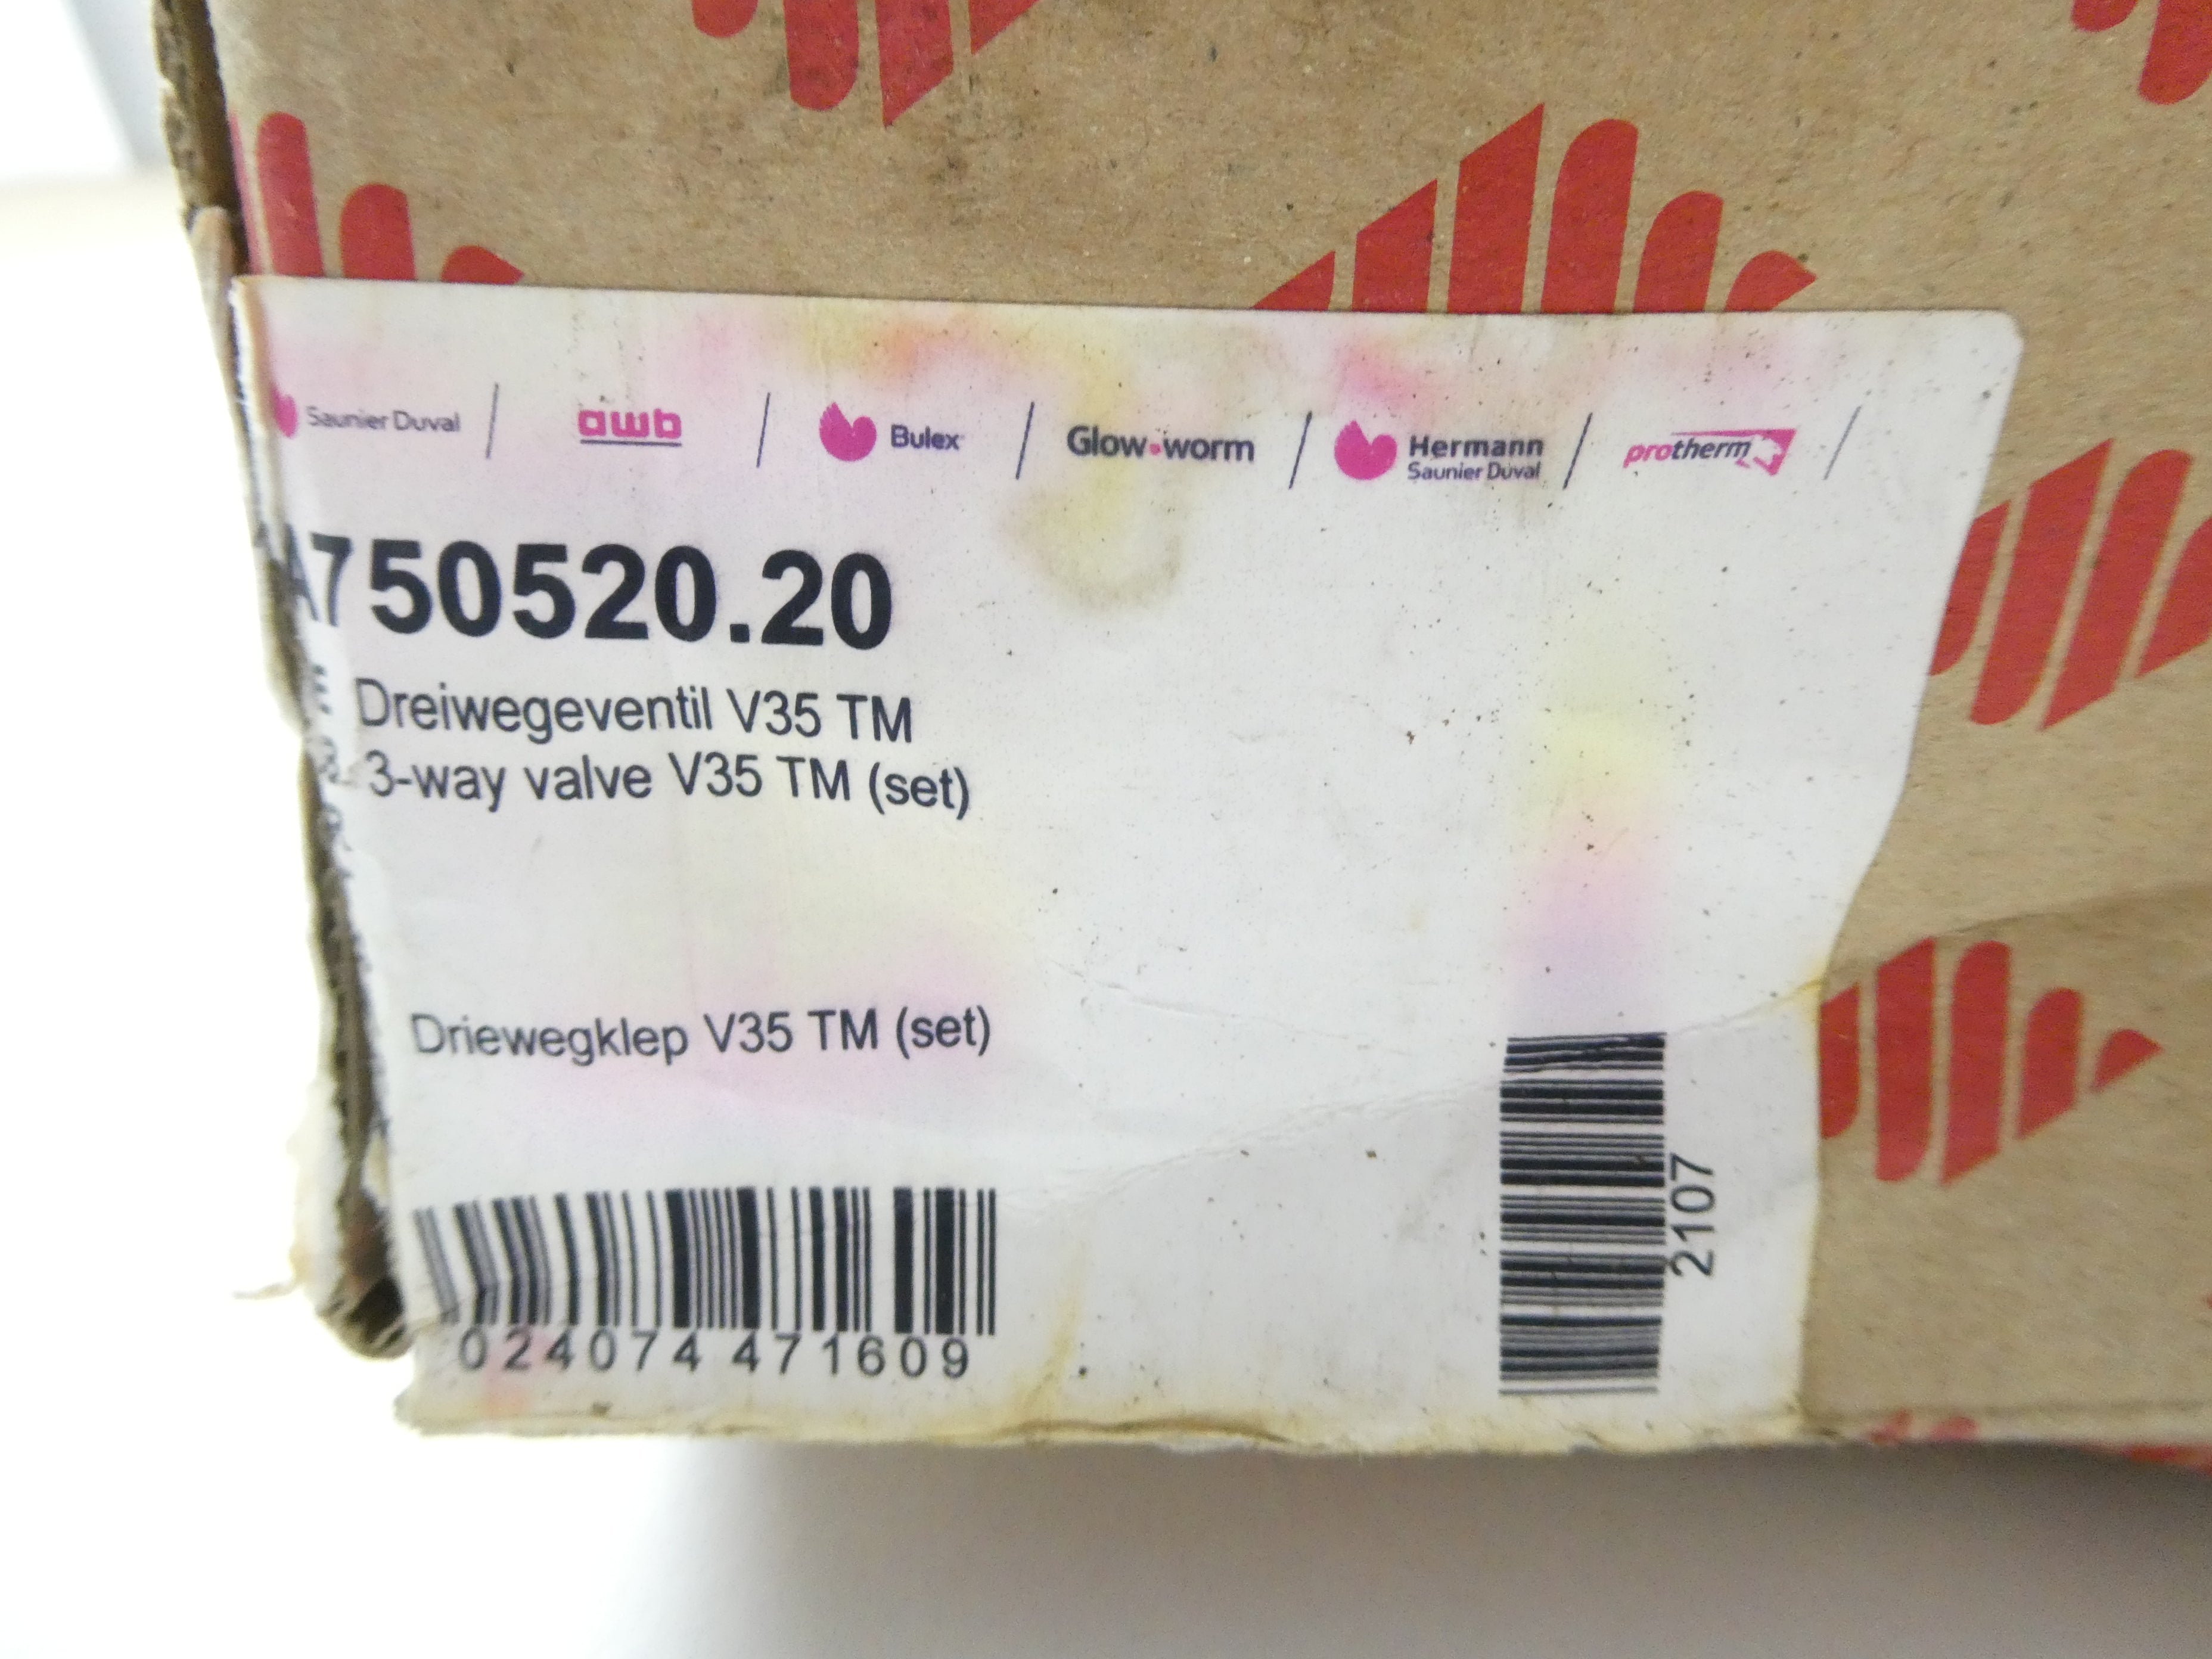 Saunier Duval / awb / Bulex / Glow•worm / Hermann Saunier Duval / protherm /
A750520.20
Dreiwegeventil V35 TM
3-way valve V35 TM (set)
Driewegklep V35 TM (set)
2107
024074 471609